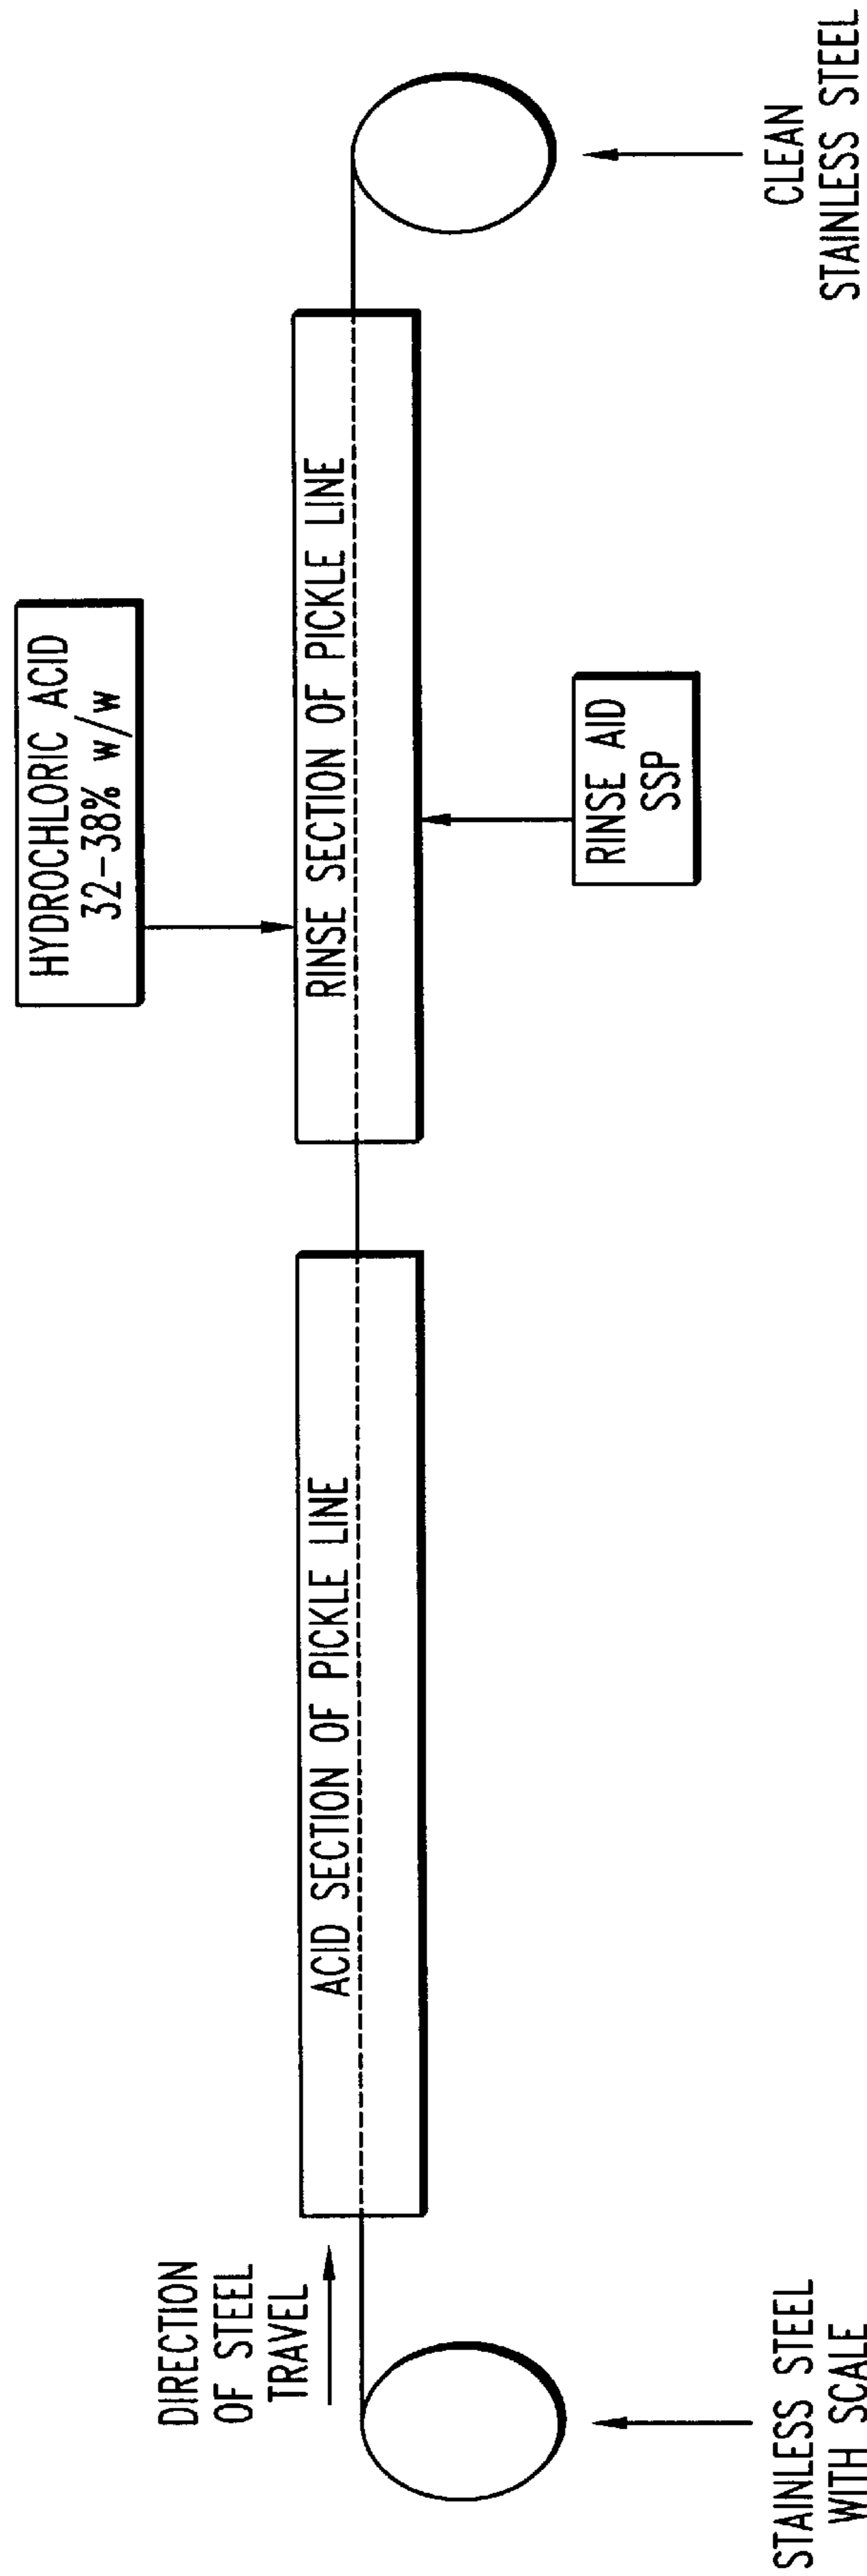 DIRECTION
OF STEEL
TRAVEL
STAINLESS STEEL
WITH SCALE
ACID SECTION OF PICKLE LINE
HYDROCHLORIC ACID
32-38% w/w
RINSE SECTION OF PICKLE LINE
RINSE AID
SSP
CLEAN
STAINLESS STEEL